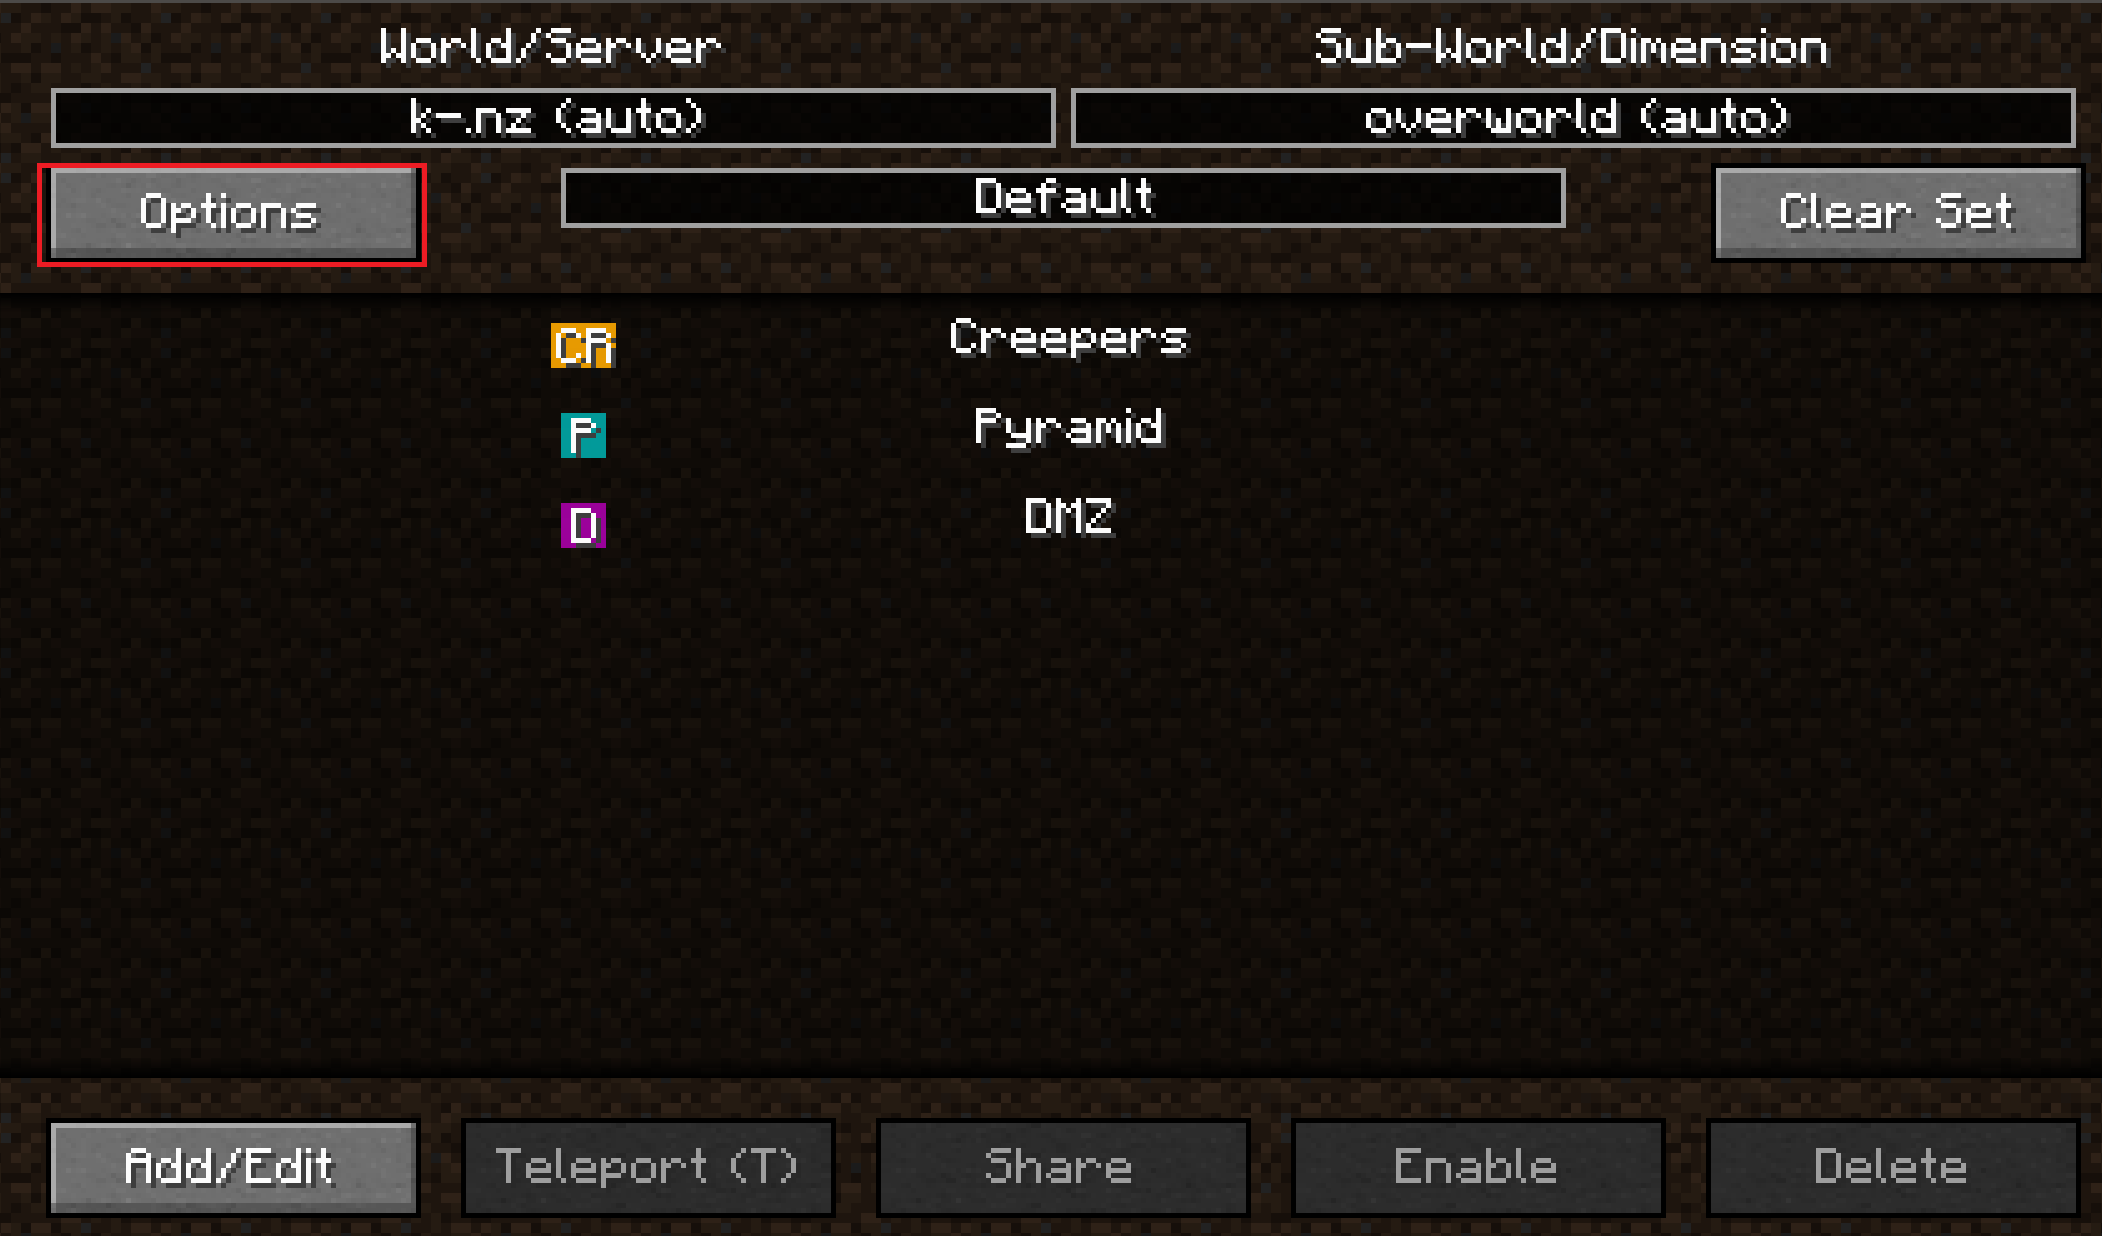 World/Server Sub-World/Dimension
k-.nz (auto) overworld (auto)
Options Default Clear Set
CR Creepers
P Pyramid
D DMZ
Add/Edit Teleport (T) Share Enable Delete